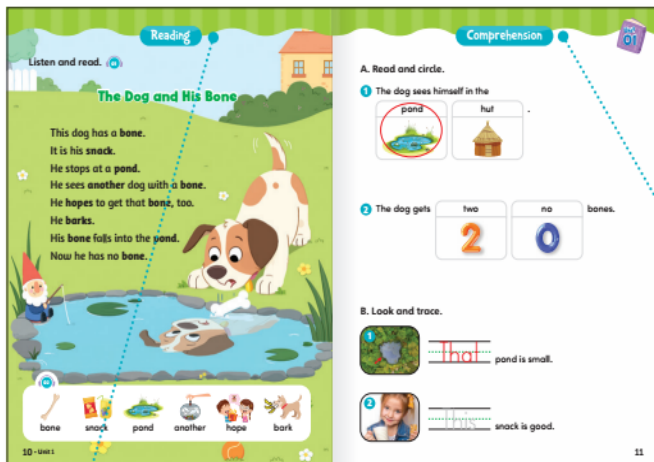 Reading
Listen and read.
The Dog and His Bone
This dog has a bone.
It is his snack.
He stops at a pond.
He sees another dog with a bone.
He hopes to get that bone, too.
He barks.
His bone falls into the pond.
Now he has no bone.
bone snack pond another hope bark
10 - Unit 1
Comprehension
01
A. Read and circle.
1 The dog sees himself in the
pond hut .
2 The dog gets two no bones.
2 0
B. Look and trace.
1
That pond is small.
2
This snack is good.
11